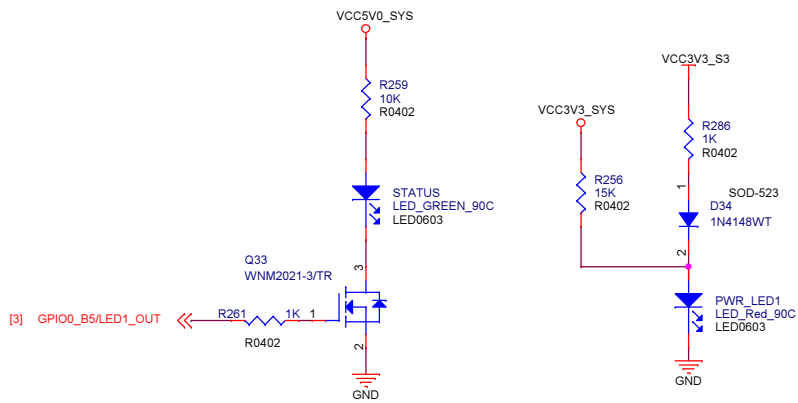 VCC5V0_SYS
R259
10K
R0402
STATUS
LED_GREEN_90C
LED0603
3
Q33
WNM2021-3/TR
[3] GPIO0_B5/LED1_OUT
R261 1K 1
R0402
2
GND
VCC3V3_S3
VCC3V3_SYS
R286
1K
R0402
R256
15K
R0402
1
SOD-523
D34
1N4148WT
2
PWR_LED1
LED_Red_90C
LED0603
GND